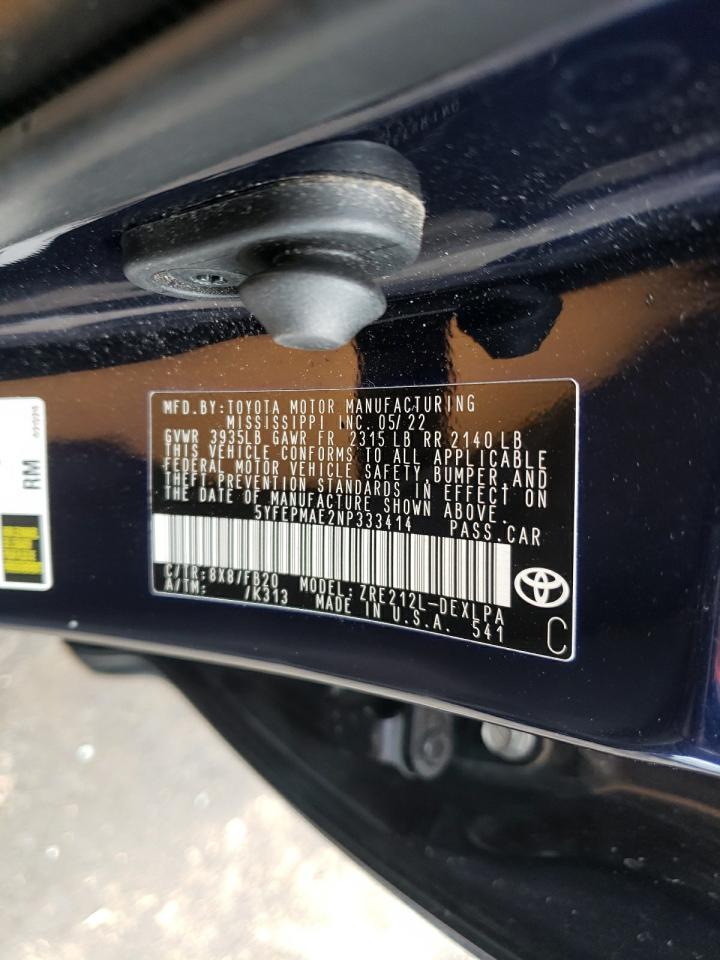 MFD.BY:TOYOTA MOTOR MANUFACTURING
MISSISSIPPI INC. 05/22
GVWR 3935LB GAWR FR 2315 LB RR 2140 LB
THIS VEHICLE CONFORMS TO ALL APPLICABLE
FEDERAL MOTOR VEHICLE SAFETY,BUMPER,AND
THEFT PREVENTION STANDARDS IN EFFECT ON
THE DATE OF MANUFACTURE SHOWN ABOVE.
5YFEPMAE2NP333414 PASS.CAR
C/TR:8X8/FB20 MODEL:ZRE212L-DEXLPA
A/TM: /K313 MADE IN U.S.A. 541
C
RM